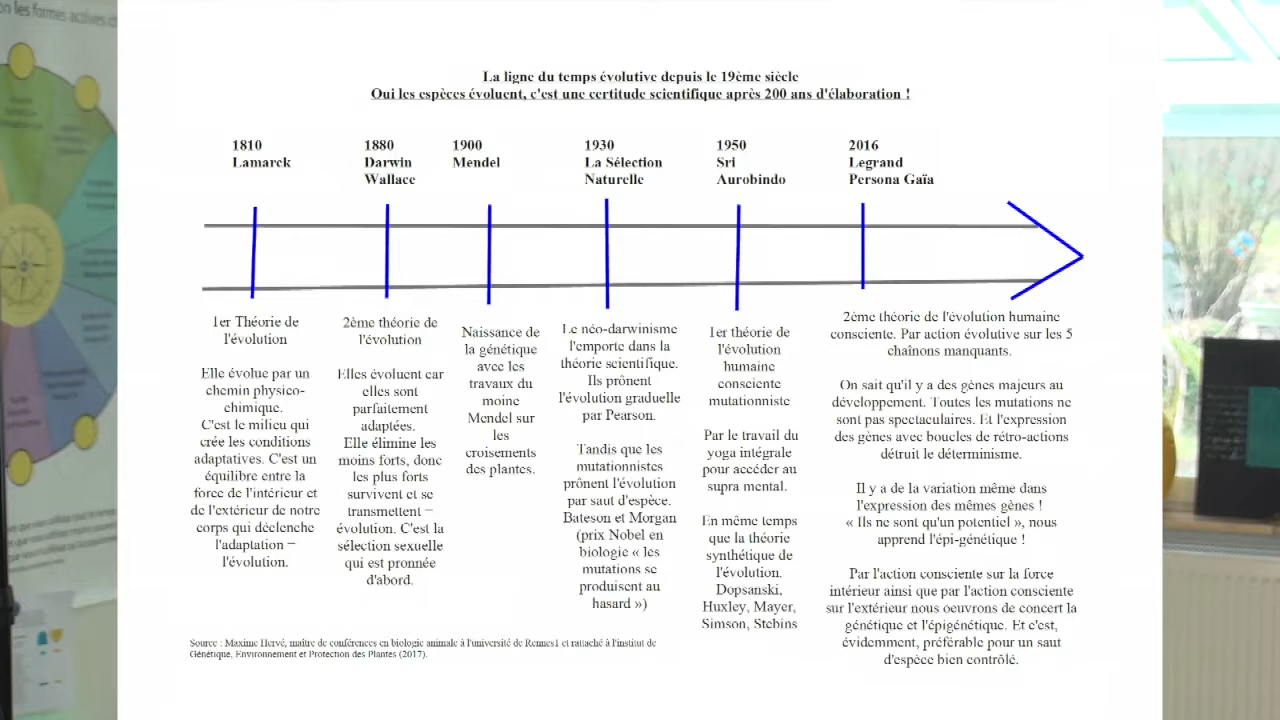 on les formes actives
La ligne du temps évolutive depuis le 19ème siècle
Oui les espèces évoluent, c'est une certitude scientifique après 200 ans d'élaboration !
1810
Lamarck
1880
Darwin
Wallace
1900
Mendel
1930
La Sélection
Naturelle
1950
Sri
Aurobindo
2016
Legrand
Persona Gaïa
1er Théorie de
l'évolution
Elle évolue par un
chemin physico-
chimique.
C'est le milieu qui
crée les conditions
adaptatives. C'est un
équilibre entre la
force de l'intérieur et
de l'extérieur de notre
corps qui déclenche
l'adaptation –
l'évolution.
2ème théorie de
l'évolution
Elles évoluent car
elles sont
parfaitement
adaptées.
Elle élimine les
moins forts, donc
les plus forts
survivent et se
transmettent –
évolution. C'est la
sélection sexuelle
qui est pronnée
d'abord.
Naissance de
la génétique
avec les
travaux du
moine
Mendel sur
les
croisements
des plantes.
Le néo-darwinisme
l'emporte dans la
théorie scientifique.
Ils prônent
l'évolution graduelle
par Pearson.
Tandis que les
mutationnistes
prônent l'évolution
par saut d'espèce.
Bateson et Morgan
(prix Nobel en
biologie « les
mutations se
produisent au
hasard »)
1er théorie de
l'évolution
humaine
consciente
mutationniste
Par le travail du
yoga intégrale
pour accéder au
supra mental.
En même temps
que la théorie
synthétique de
l'évolution.
Dopsanski,
Huxley, Mayer,
Simson, Stebins
2ème théorie de l'évolution humaine
consciente. Par action évolutive sur les 5
chaînons manquants.
On sait qu'il y a des gènes majeurs au
développement. Toutes les mutations ne
sont pas spectaculaires. Et l'expression
des gènes avec boucles de rétro-actions
détruit le déterminisme.
Il y a de la variation même dans
l'expression des mêmes gènes !
« Ils ne sont qu'un potentiel », nous
apprend l'épi-génétique !
Par l'action consciente sur la force
intérieur ainsi que par l'action consciente
sur l'extérieur nous oeuvrons de concert la
génétique et l'épigénétique. Et c'est,
évidemment, préférable pour un saut
d'espèce bien contrôlé.
Source : Maxime Hervé, maître de conférences en biologie animale à l'université de Rennes1 et rattaché à l'institut de
Génétique, Environnement et Protection des Plantes (2017).